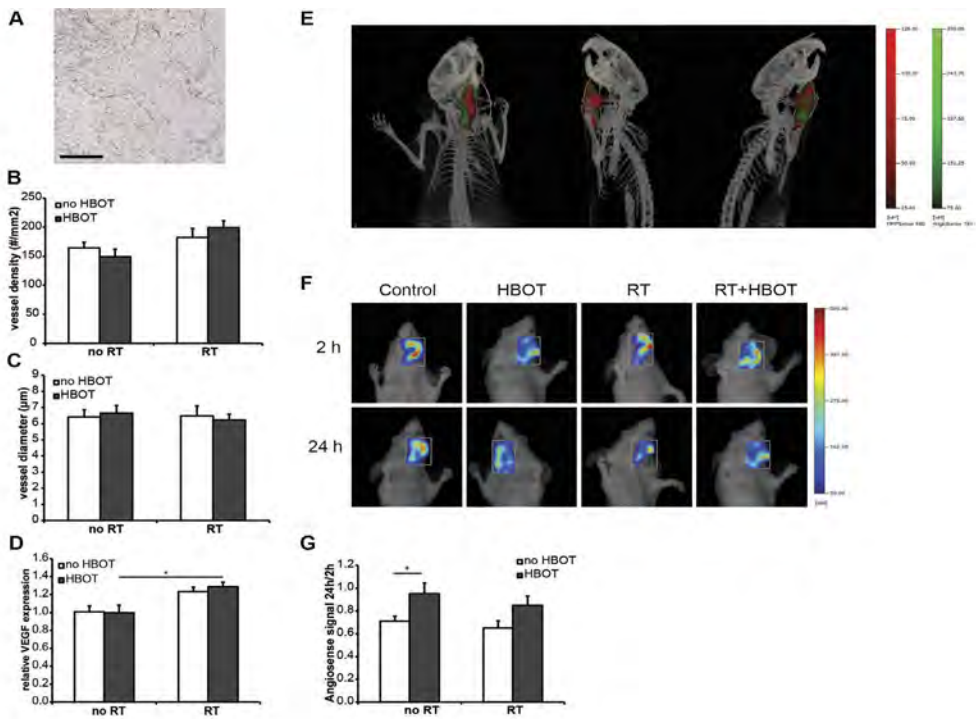 A
B
no HBOT
HBOT
vessel density (#/mm2)
250
200
150
100
50
0
no RT
RT
C
no HBOT
HBOT
vessel diameter (µm)
9
8
7
6
5
4
3
2
1
0
no RT
RT
D
no HBOT
HBOT
*
relative VEGF expression
1.6
1.4
1.2
1.0
0.8
0.6
0.4
0.2
0.0
no RT
RT
E
F
Control
HBOT
RT
RT+HBOT
2 h
24 h
G
no HBOT
HBOT
*
Angiosense signal 24h/2h
1.2
1.0
0.8
0.6
0.4
0.2
0.0
no RT
RT